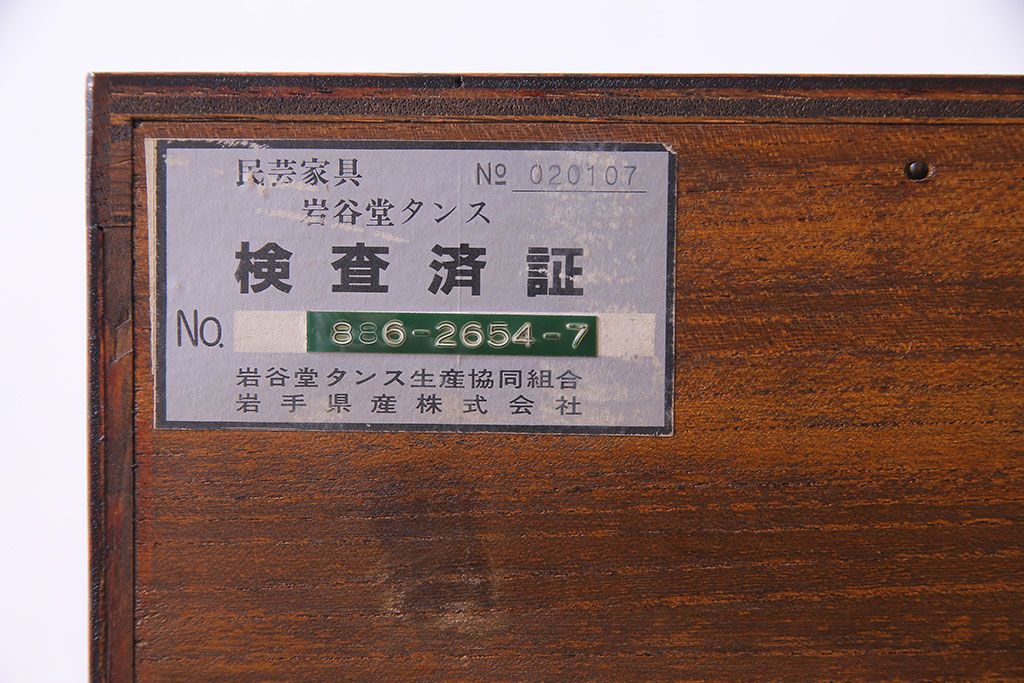 民芸家具 № 020107
岩谷堂タンス
検査済証
No. 886-2654-7
岩谷堂タンス生産協同組合
岩手県産株式会社